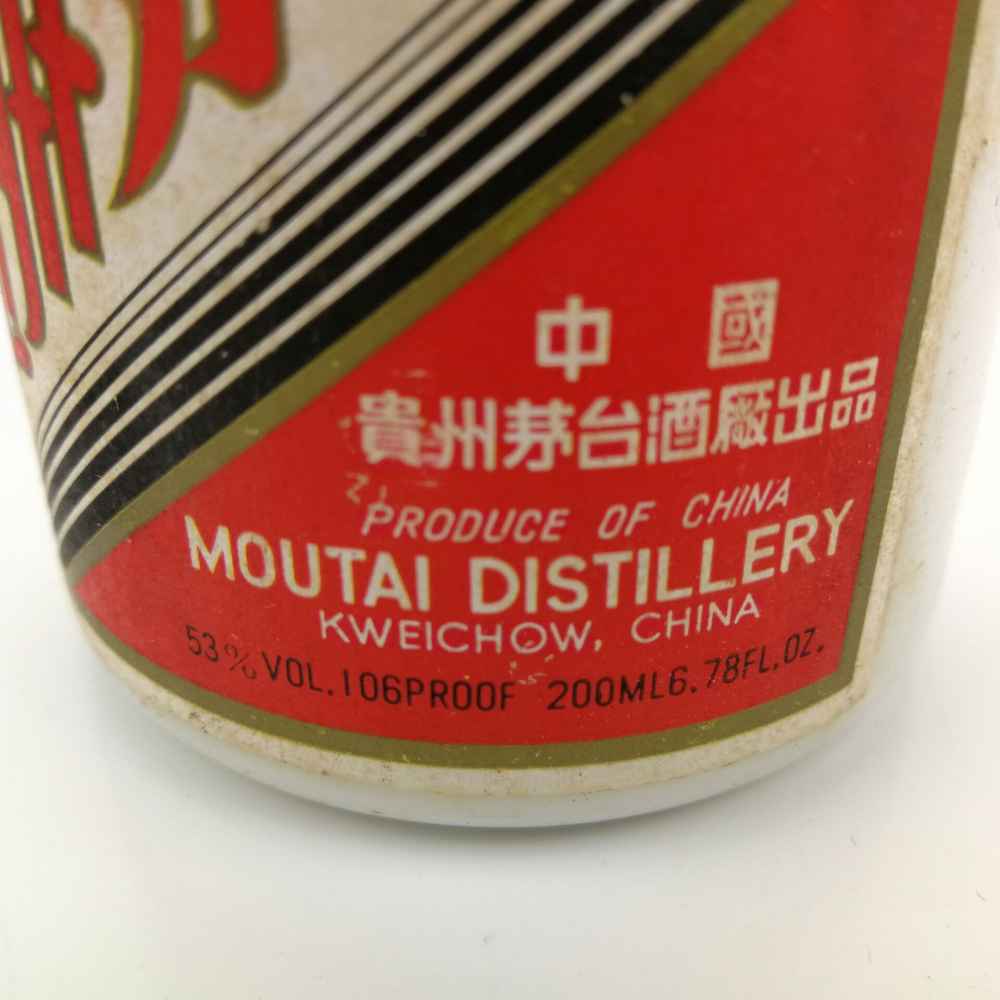 中國
貴州茅台酒廠出品
PRODUCE OF CHINA
MOUTAI DISTILLERY
KWEICHOW, CHINA
53% VOL. 106PROOF 200ML6.78FL.OZ.